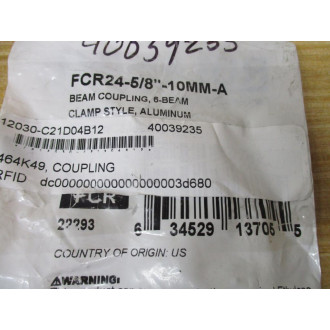 40039235
FCR24-5/8"-10MM-A
BEAM COUPLING, 6-BEAM
CLAMP STYLE, ALUMINUM
12030-C21D04B12 40039235
464K49, COUPLING
RFID dc000000000000000003d680
FCR
22293 6 34529 13705 5
COUNTRY OF ORIGIN: US
WARNING: